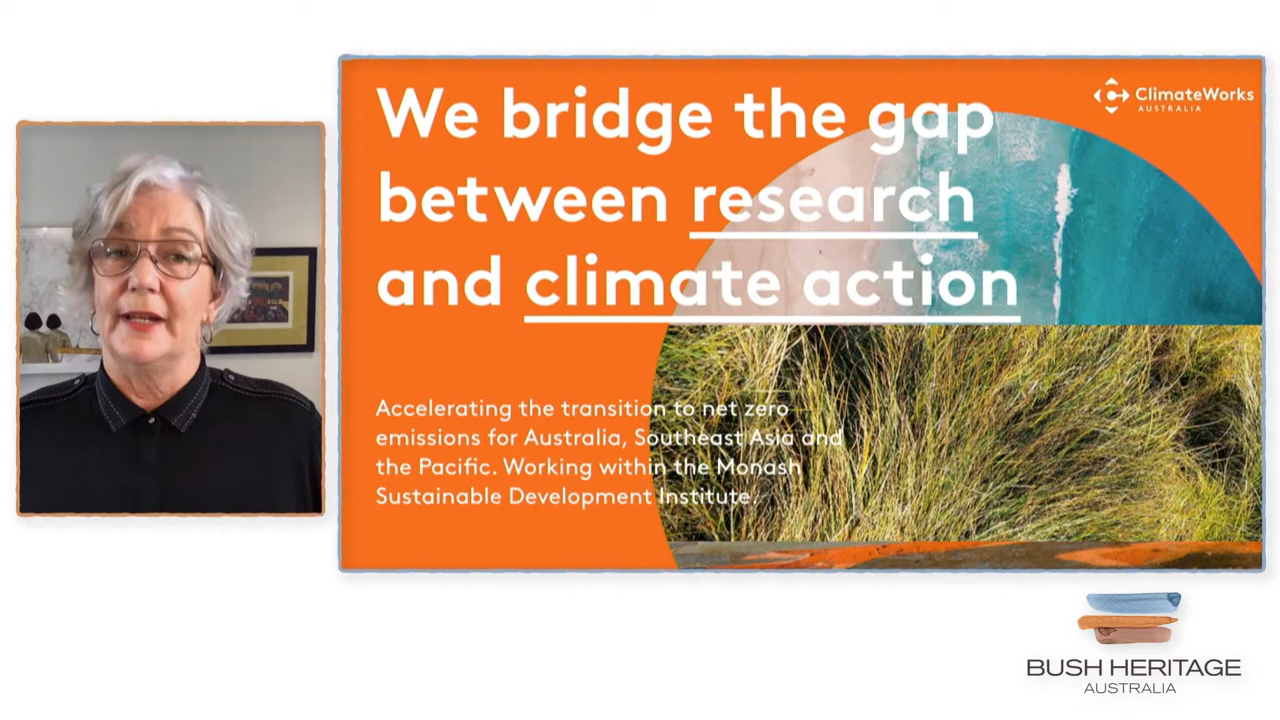 We bridge the gap
between research
and climate action
ClimateWorks
AUSTRALIA
Accelerating the transition to net zero
emissions for Australia, Southeast Asia and
the Pacific. Working within the Monash
Sustainable Development Institute.
BUSH HERITAGE
AUSTRALIA